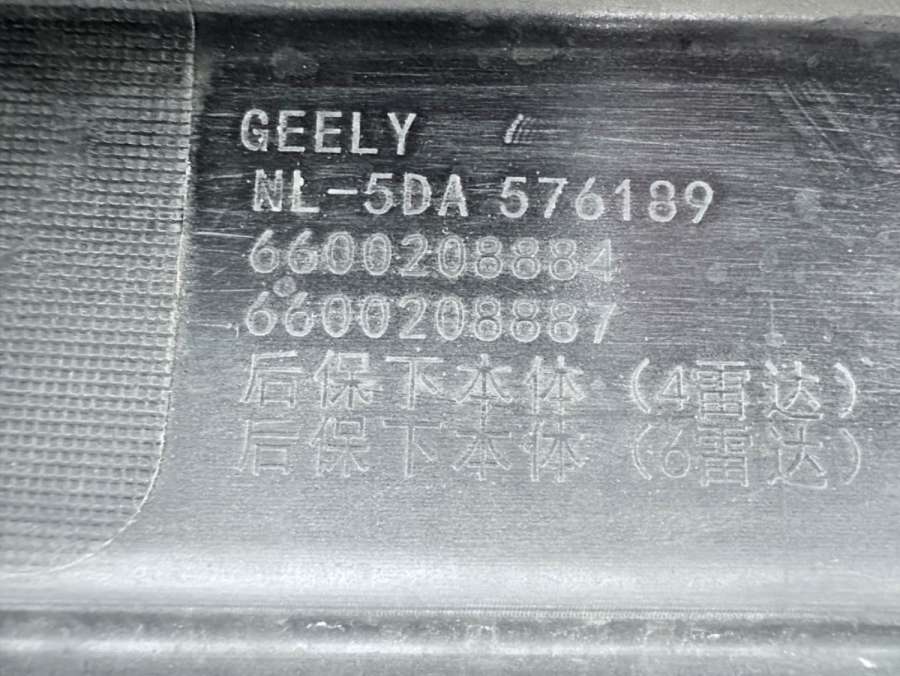 GEELY
NL-5DA 576189
6600208884
6600208887
后保下本体 (4雷达)
后保下本体 (6雷达)